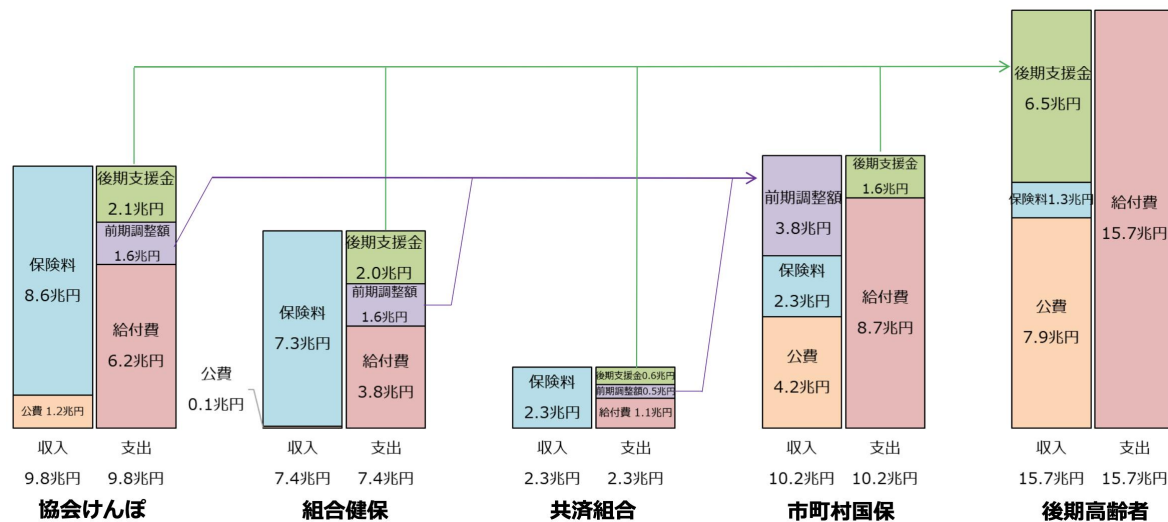 後期支援金
2.1兆円
前期調整額
1.6兆円
保険料
8.6兆円
給付費
6.2兆円
公費 1.2兆円
収入
支出
9.8兆円
9.8兆円
協会けんぽ
後期支援金
2.0兆円
前期調整額
1.6兆円
保険料
7.3兆円
給付費
3.8兆円
公費
0.1兆円
収入
支出
7.4兆円
7.4兆円
組合健保
保険料
2.3兆円
後期支援金0.6兆円
前期調整額0.5兆円
給付費 1.1兆円
収入
支出
2.3兆円
2.3兆円
共済組合
前期調整額
3.8兆円
保険料
2.3兆円
公費
4.2兆円
後期支援金
1.6兆円
給付費
8.7兆円
収入
支出
10.2兆円
10.2兆円
市町村国保
後期支援金
6.5兆円
保険料1.3兆円
公費
7.9兆円
給付費
15.7兆円
収入
支出
15.7兆円
15.7兆円
後期高齢者